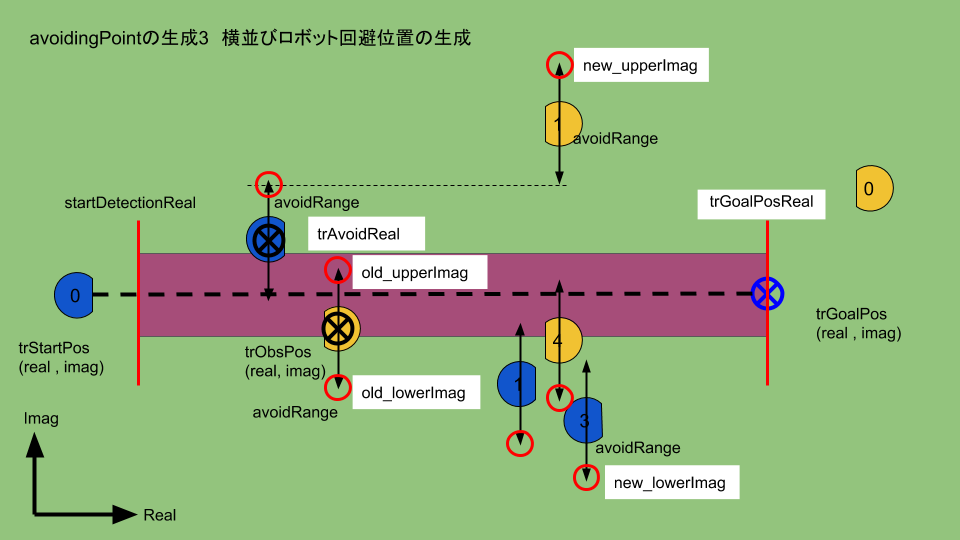 avoidingPointの生成3　横並びロボット回避位置の生成
new_upperImag
1
avoidRange
0
startDetectionReal
avoidRange
trGoalPosReal
trAvoidReal
old_upperImag
0
trGoalPos
(real , imag)
trStartPos
(real , imag)
trObsPos
(real, imag)
4
old_lowerImag
1
avoidRange
3
Imag
avoidRange
new_lowerImag
Real